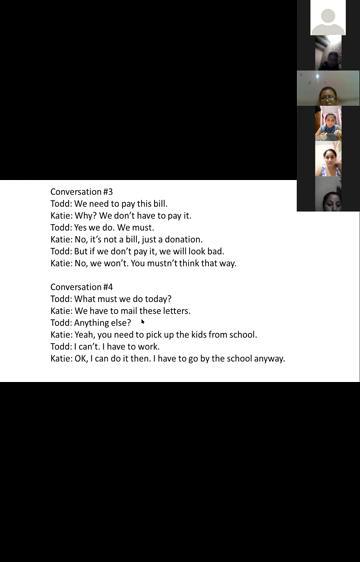 Conversation #3
Todd: We need to pay this bill.
Katie: Why? We don't have to pay it.
Todd: Yes we do. We must.
Katie: No, it's not a bill, just a donation.
Todd: But if we don't pay it, we will look bad.
Katie: No, we won't. You mustn't think that way.
Conversation #4
Todd: What must we do today?
Katie: We have to mail these letters.
Todd: Anything else?
Katie: Yeah, you need to pick up the kids from school.
Todd: I can't. I have to work.
Katie: OK, I can do it then. I have to go by the school anyway.